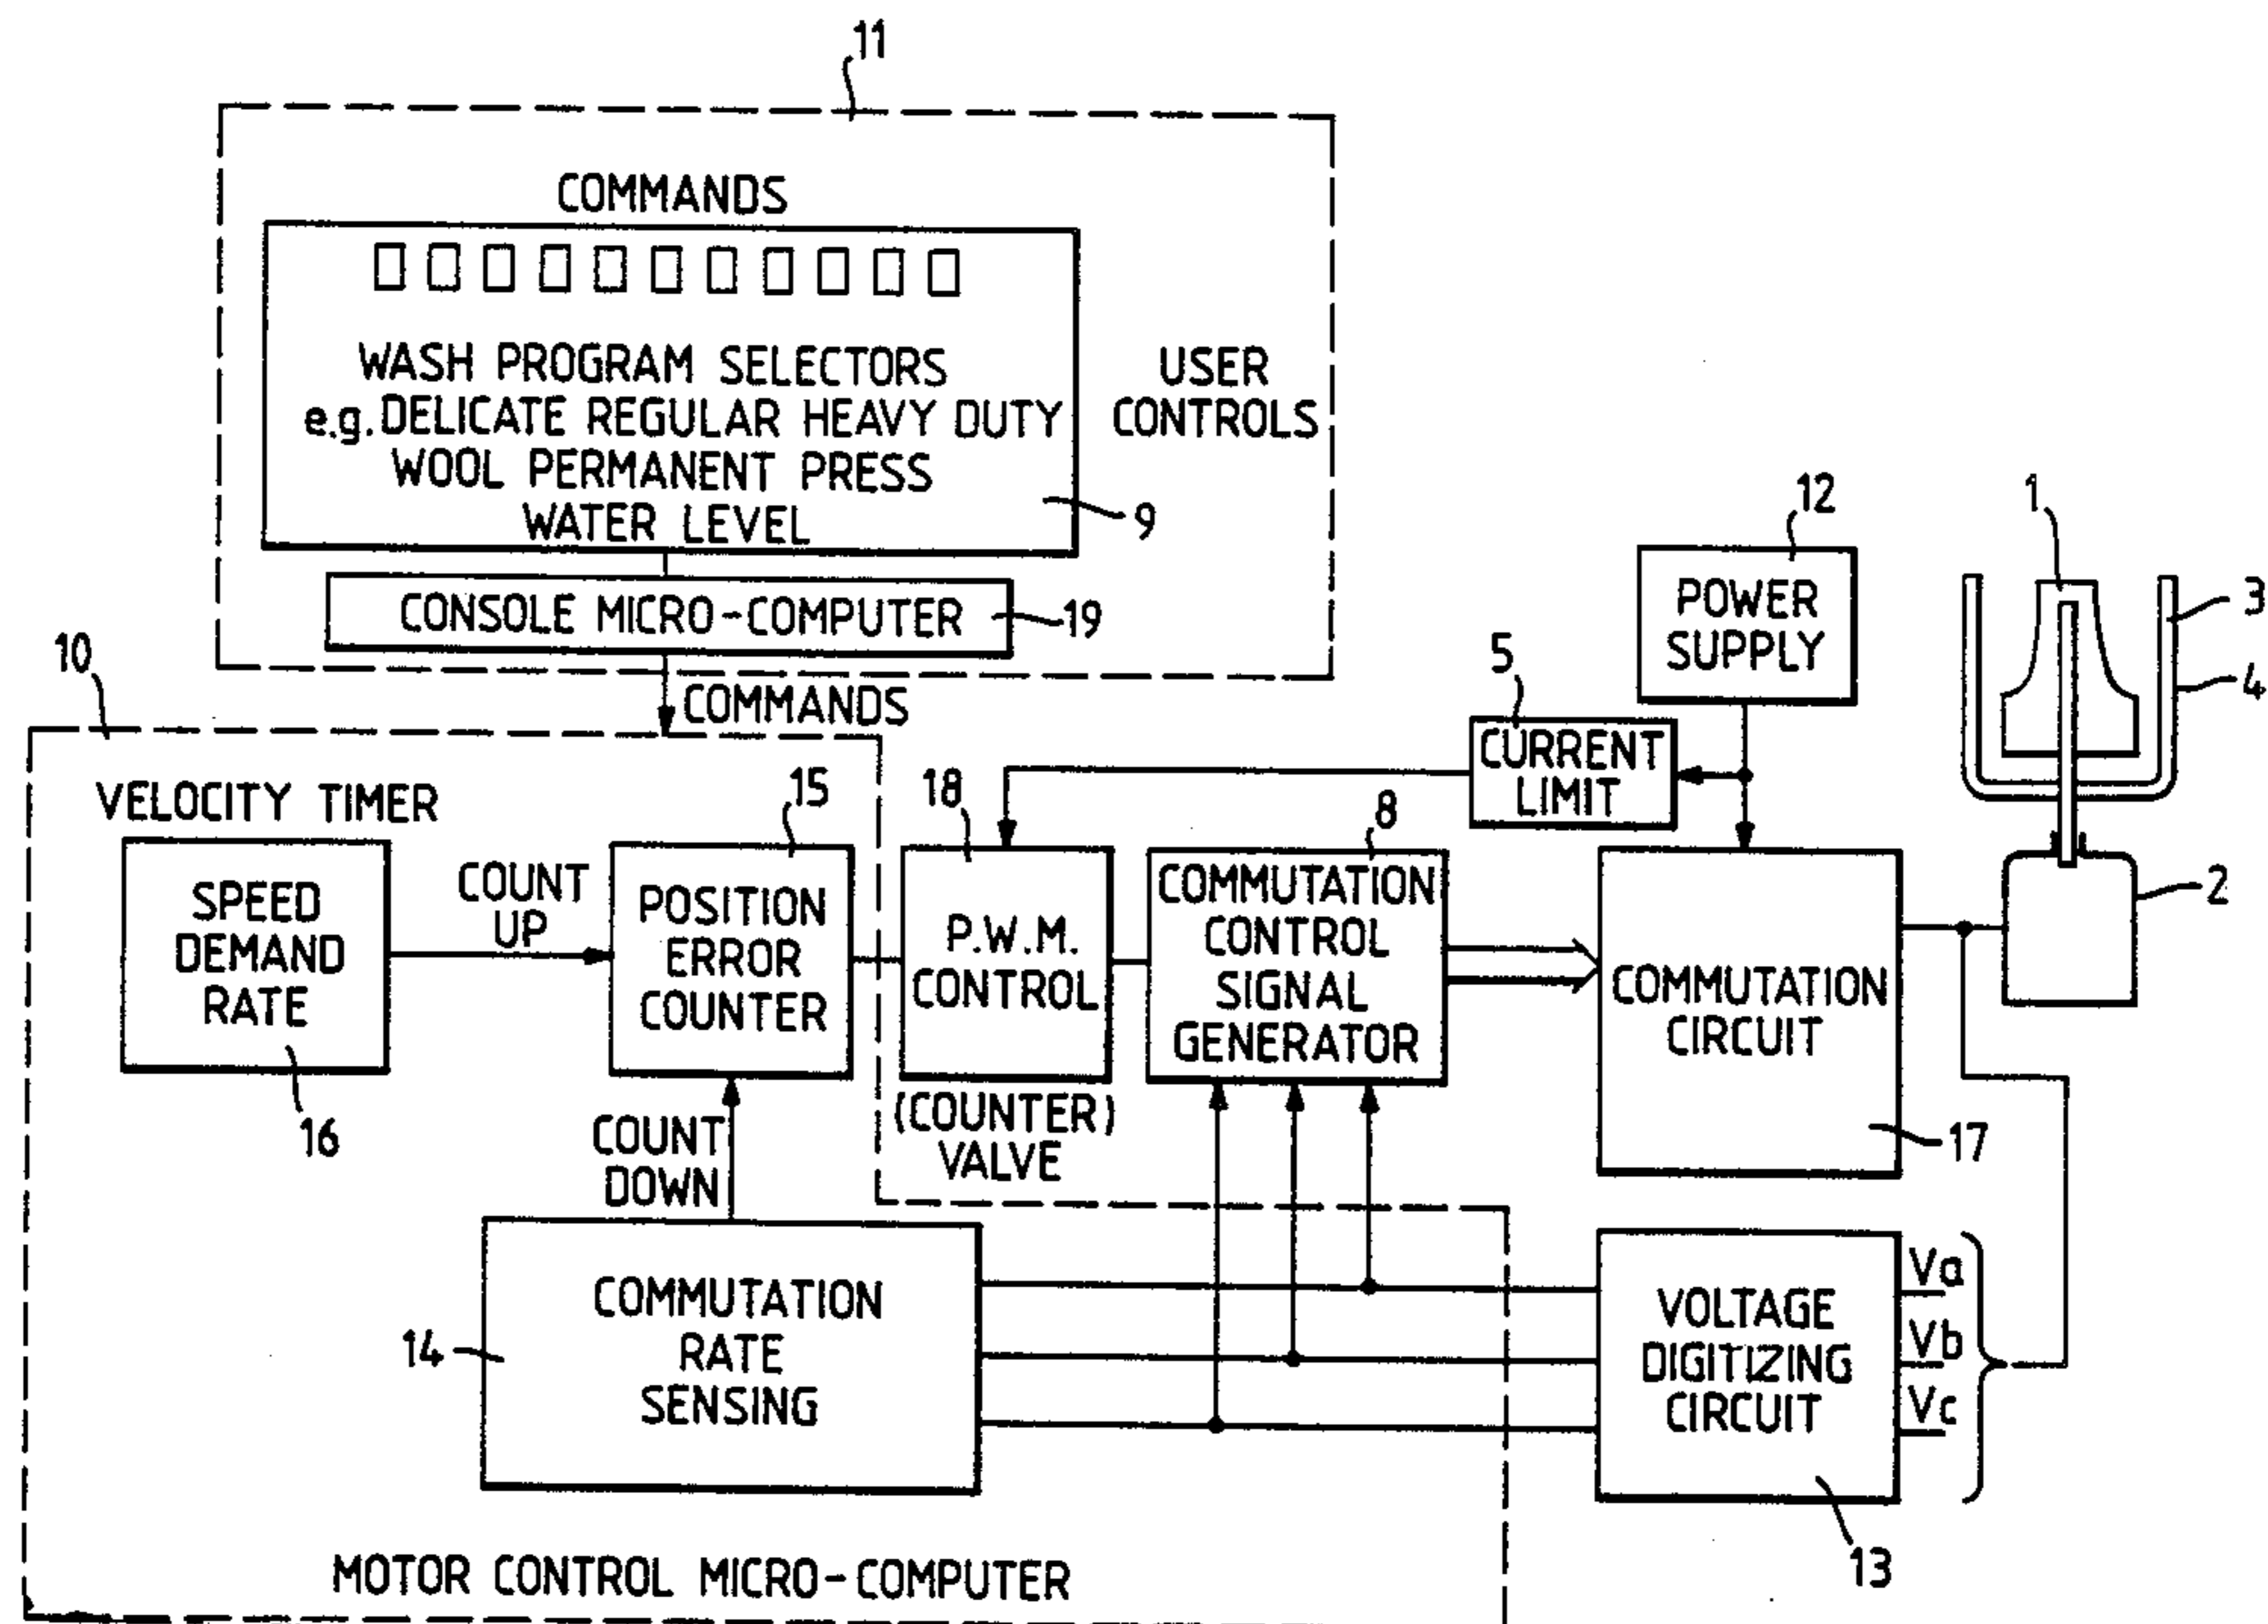 11
COMMANDS
WASH PROGRAM SELECTORS
e.g. DELICATE REGULAR HEAVY DUTY
WOOL PERMANENT PRESS
WATER LEVEL
9
USER
CONTROLS
CONSOLE MICRO-COMPUTER
19
COMMANDS
10
VELOCITY TIMER
SPEED
DEMAND
RATE
16
COUNT
UP
15
POSITION
ERROR
COUNTER
COUNT
DOWN
18
P.W.M.
CONTROL
(COUNTER)
VALVE
8
COMMUTATION
CONTROL
SIGNAL
GENERATOR
5
CURRENT
LIMIT
12
POWER
SUPPLY
1
3
4
2
COMMUTATION
CIRCUIT
17
14
COMMUTATION
RATE
SENSING
VOLTAGE
DIGITIZING
CIRCUIT
13
Va
Vb
Vc
MOTOR CONTROL MICRO-COMPUTER